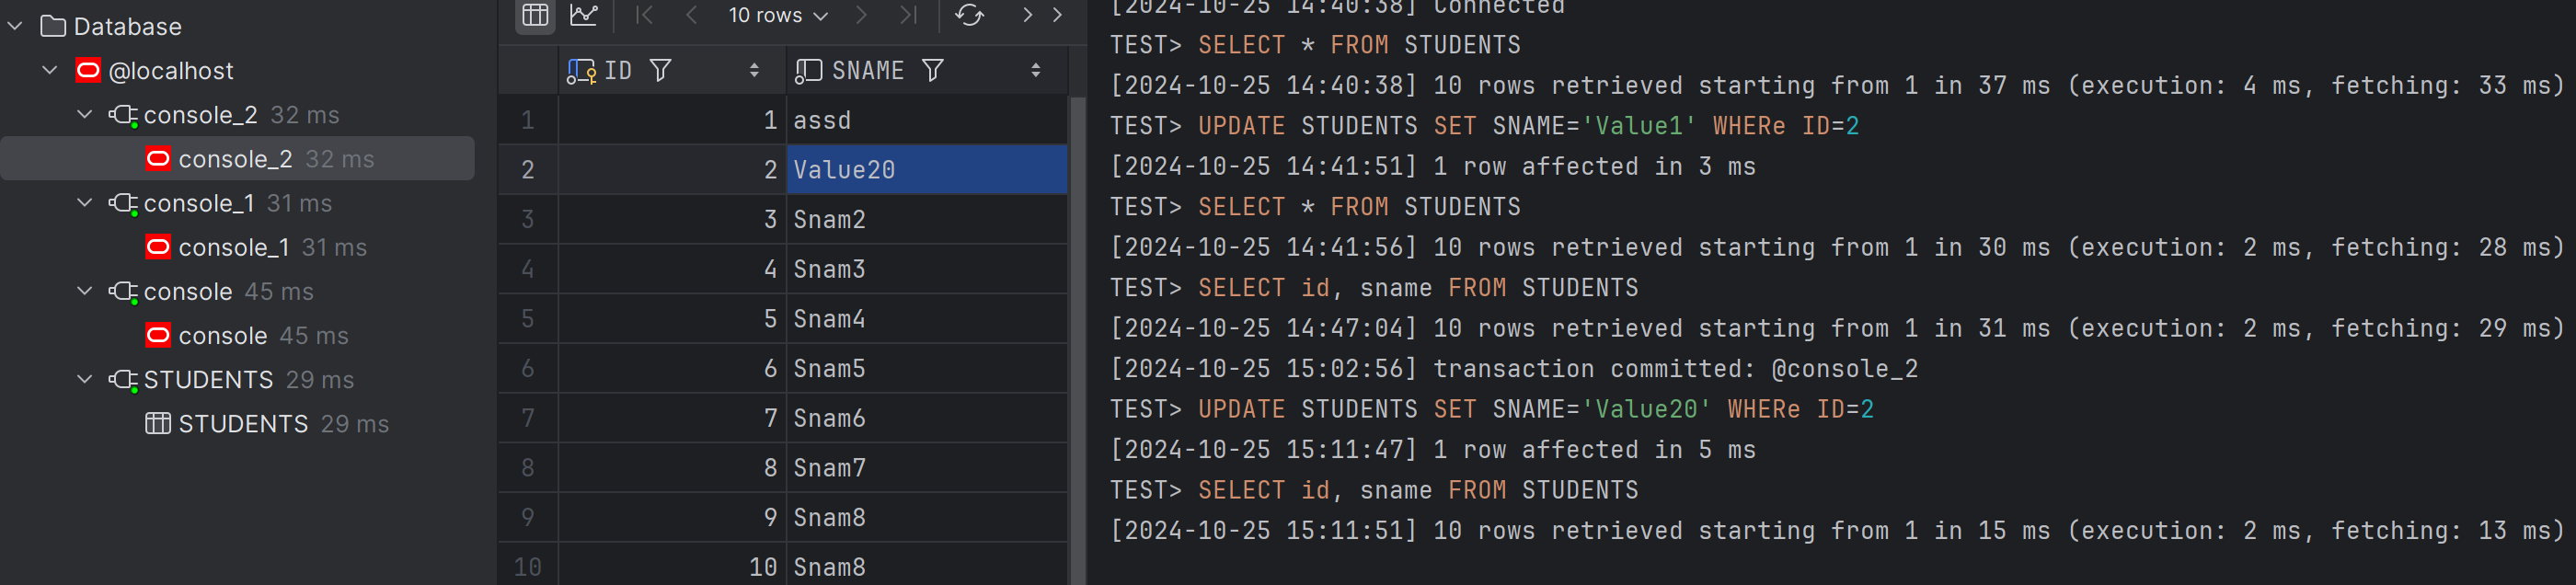 Database
@localhost
console_2 32 ms
console_2 32 ms
console_1 31 ms
console_1 31 ms
console 45 ms
console 45 ms
STUDENTS 29 ms
STUDENTS 29 ms
10 rows
ID SNAME
1 1 assd
2 2 Value20
3 3 Snam2
4 4 Snam3
5 5 Snam4
6 6 Snam5
7 7 Snam6
8 8 Snam7
9 9 Snam8
10 10 Snam8
[2024-10-25 14:40:38] Connected
TEST> SELECT * FROM STUDENTS
[2024-10-25 14:40:38] 10 rows retrieved starting from 1 in 37 ms (execution: 4 ms, fetching: 33 ms)
TEST> UPDATE STUDENTS SET SNAME='Value1' WHERe ID=2
[2024-10-25 14:41:51] 1 row affected in 3 ms
TEST> SELECT * FROM STUDENTS
[2024-10-25 14:41:56] 10 rows retrieved starting from 1 in 30 ms (execution: 2 ms, fetching: 28 ms)
TEST> SELECT id, sname FROM STUDENTS
[2024-10-25 14:47:04] 10 rows retrieved starting from 1 in 31 ms (execution: 2 ms, fetching: 29 ms)
[2024-10-25 15:02:56] transaction committed: @console_2
TEST> UPDATE STUDENTS SET SNAME='Value20' WHERe ID=2
[2024-10-25 15:11:47] 1 row affected in 5 ms
TEST> SELECT id, sname FROM STUDENTS
[2024-10-25 15:11:51] 10 rows retrieved starting from 1 in 15 ms (execution: 2 ms, fetching: 13 ms)